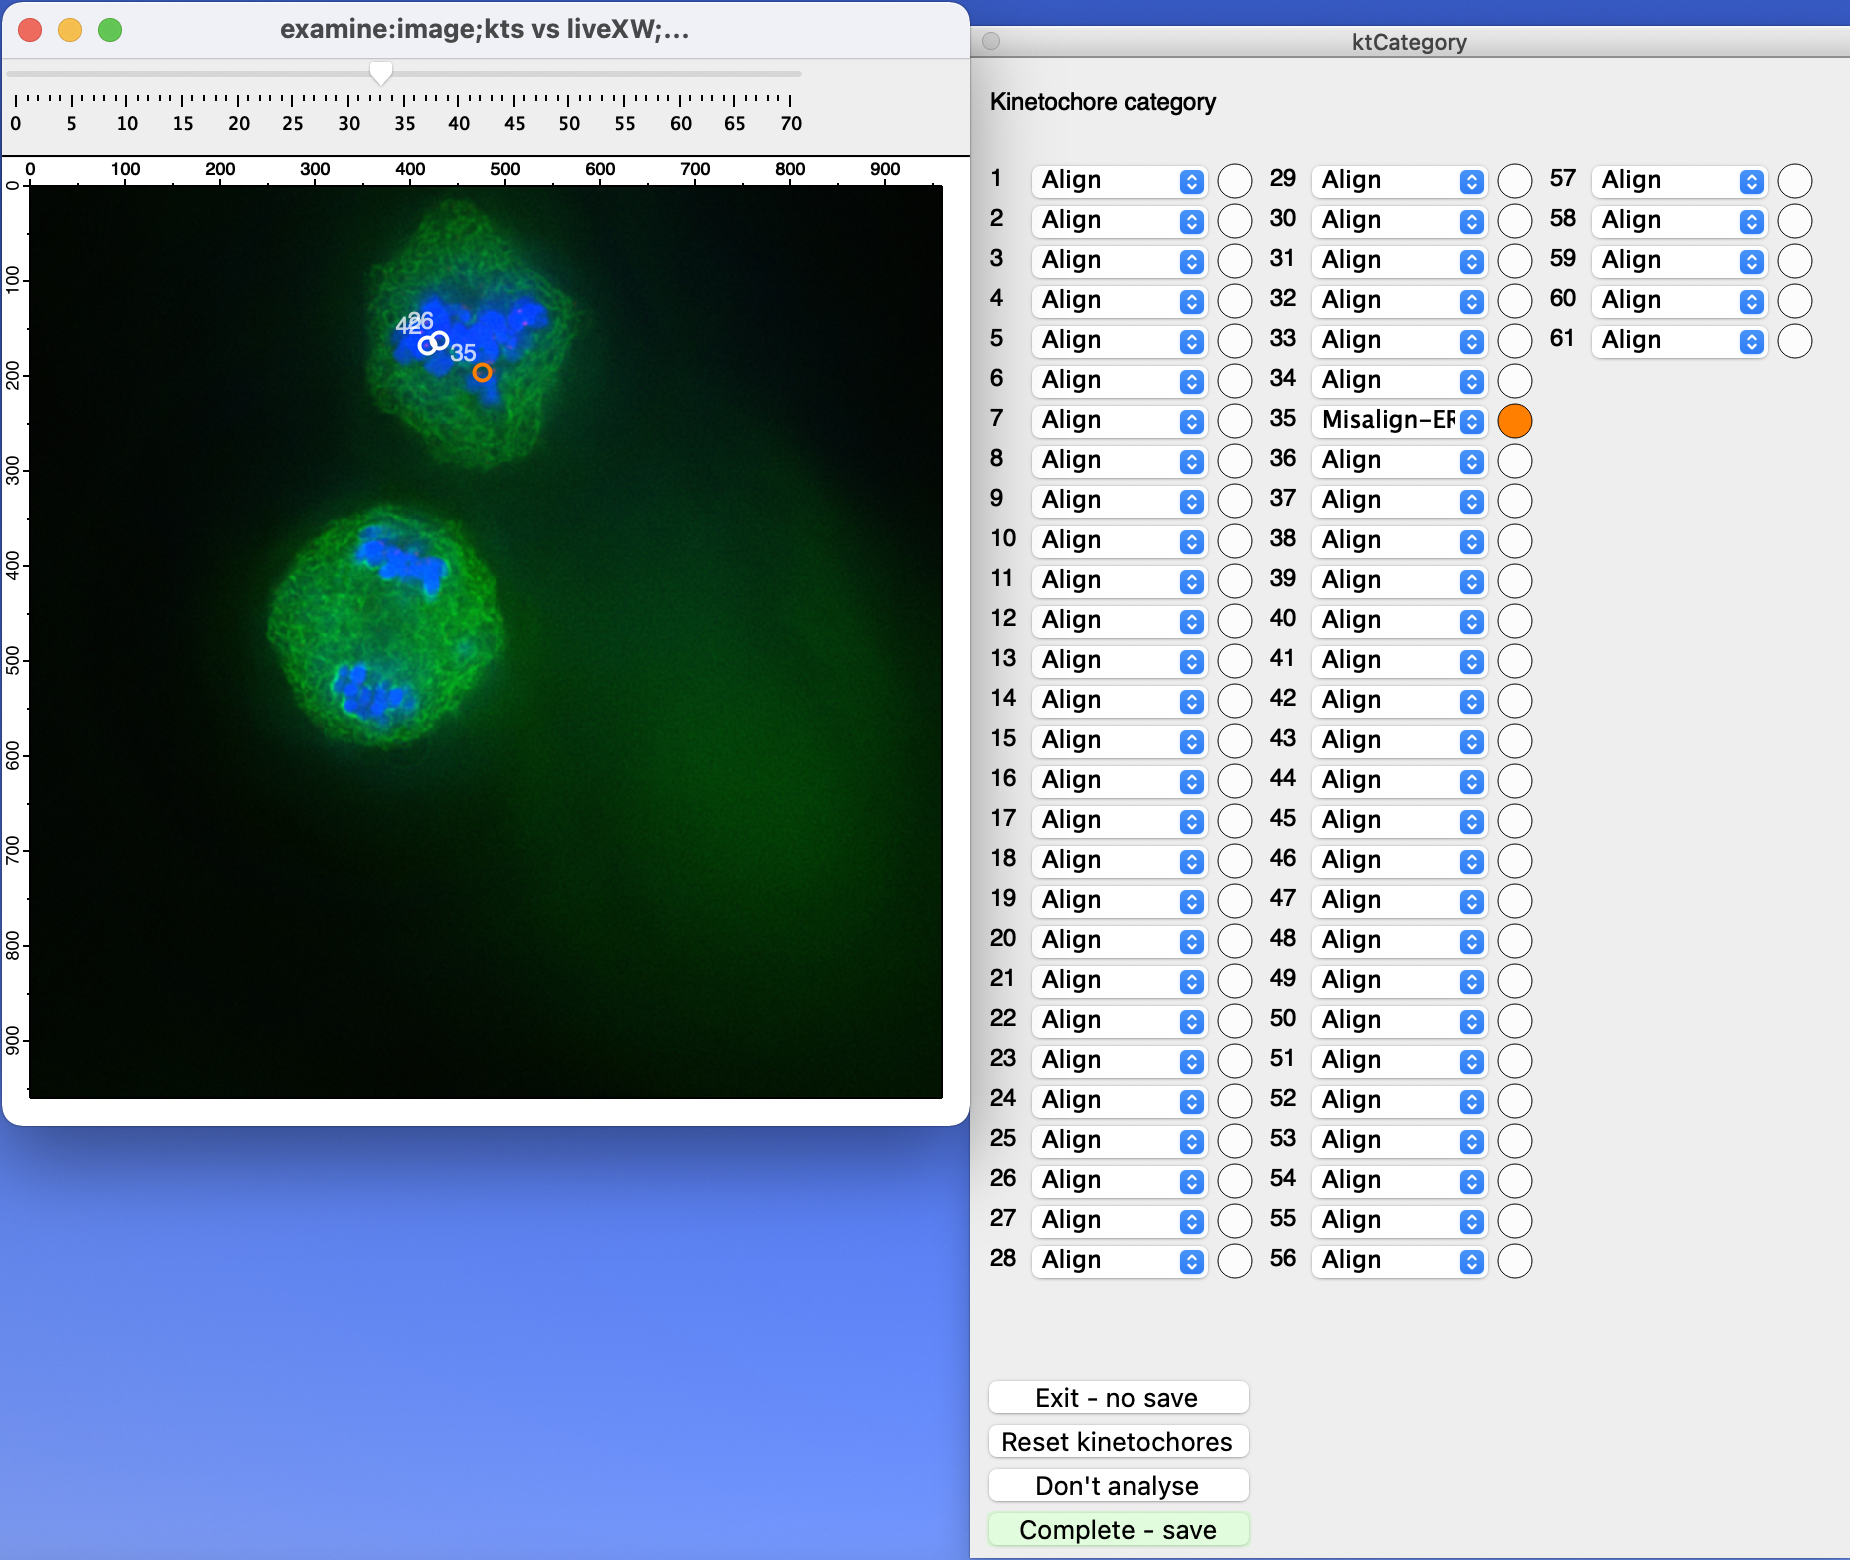 examine:image;kts vs liveXW;...
0 5 10 15 20 25 30 35 40 45 50 55 60 65 70
0 100 200 300 400 500 600 700 800 900
0
100
200
300
400
500
600
700
800
900
26
42
35
ktCategory
Kinetochore category
1 Align 29 Align 57 Align
2 Align 30 Align 58 Align
3 Align 31 Align 59 Align
4 Align 32 Align 60 Align
5 Align 33 Align 61 Align
6 Align 34 Align
7 Align 35 Misalign-ER
8 Align 36 Align
9 Align 37 Align
10 Align 38 Align
11 Align 39 Align
12 Align 40 Align
13 Align 41 Align
14 Align 42 Align
15 Align 43 Align
16 Align 44 Align
17 Align 45 Align
18 Align 46 Align
19 Align 47 Align
20 Align 48 Align
21 Align 49 Align
22 Align 50 Align
23 Align 51 Align
24 Align 52 Align
25 Align 53 Align
26 Align 54 Align
27 Align 55 Align
28 Align 56 Align
Exit - no save
Reset kinetochores
Don't analyse
Complete - save